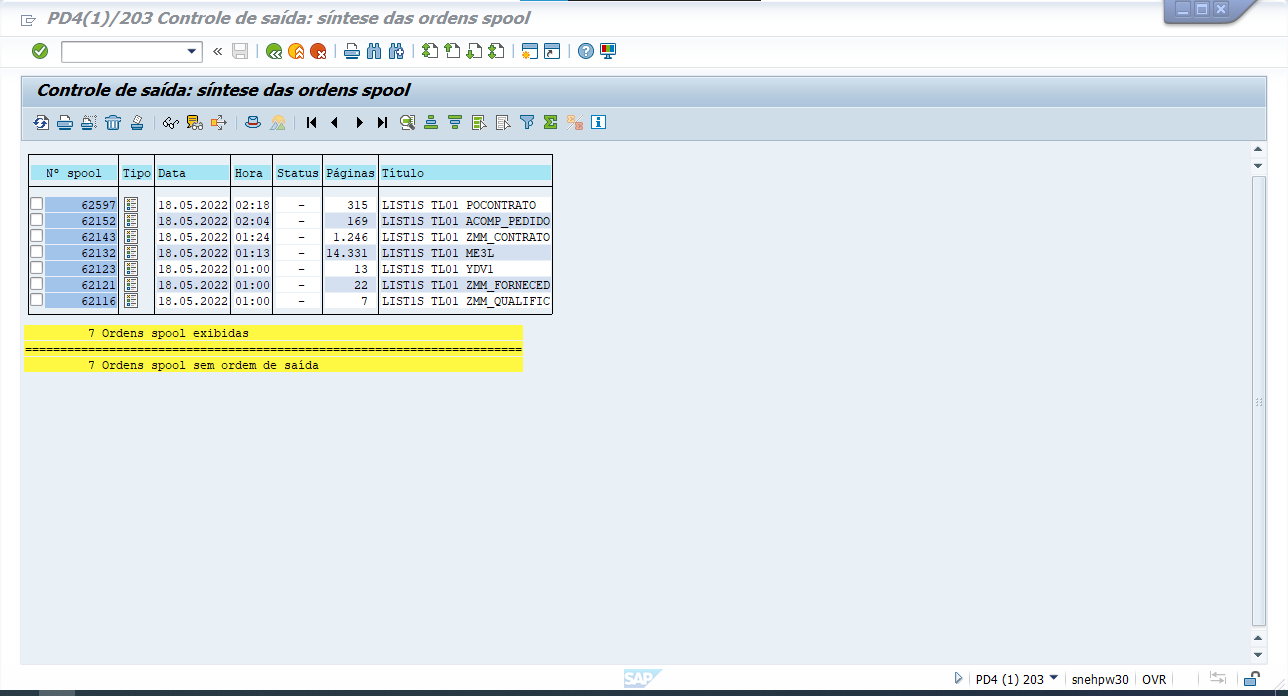 PD4(1)/203 Controle de saída: síntese das ordens spool
Controle de saída: síntese das ordens spool
Nº spool Tipo Data Hora Status Páginas Título
62597 18.05.2022 02:18 - 315 LIST1S TL01 POCONTRATO
62152 18.05.2022 02:04 - 169 LIST1S TL01 ACOMP_PEDIDO
62143 18.05.2022 01:24 - 1.246 LIST1S TL01 ZMM_CONTRATO
62132 18.05.2022 01:13 - 14.331 LIST1S TL01 ME3L
62123 18.05.2022 01:00 - 13 LIST1S TL01 YDV1
62121 18.05.2022 01:00 - 22 LIST1S TL01 ZMM_FORNECED
62116 18.05.2022 01:00 - 7 LIST1S TL01 ZMM_QUALIFIC
7 Ordens spool exibidas
=======================================================================
7 Ordens spool sem ordem de saída
SAP PD4 (1) 203 snehpw30 OVR